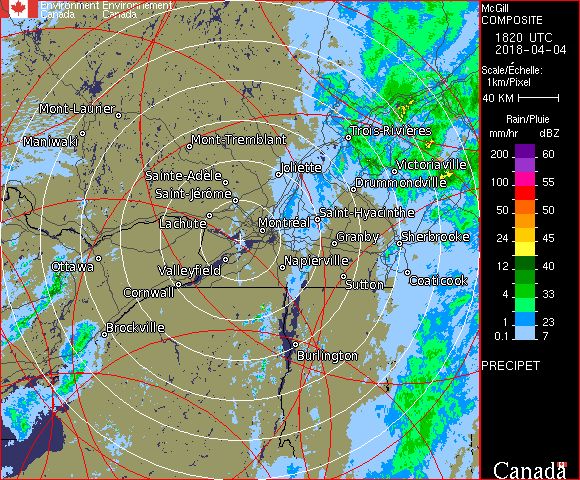 Environment Environnement
Canada Canada
McGill
COMPOSITE
1820 UTC
2018-04-04
Scale/Échelle:
1km/Pixel
40 KM
Rain/Pluie
mm/hr dBZ
200 60
150 57
100 55
50 50
24 45
12 40
4 33
1 23
0.1 7
PRECIPET
Canada
Mont-Laurier
Maniwaki
Mont-Tremblant
Trois-Rivières
Joliette
Victoriaville
Sainte-Adèle
Drummondville
Saint-Jérôme
Lachute
Montréal
Saint-Hyacinthe
Granby
Sherbrooke
Ottawa
Valleyfield
Napierville
Cornwall
Sutton
Coaticook
Brockville
Burlington